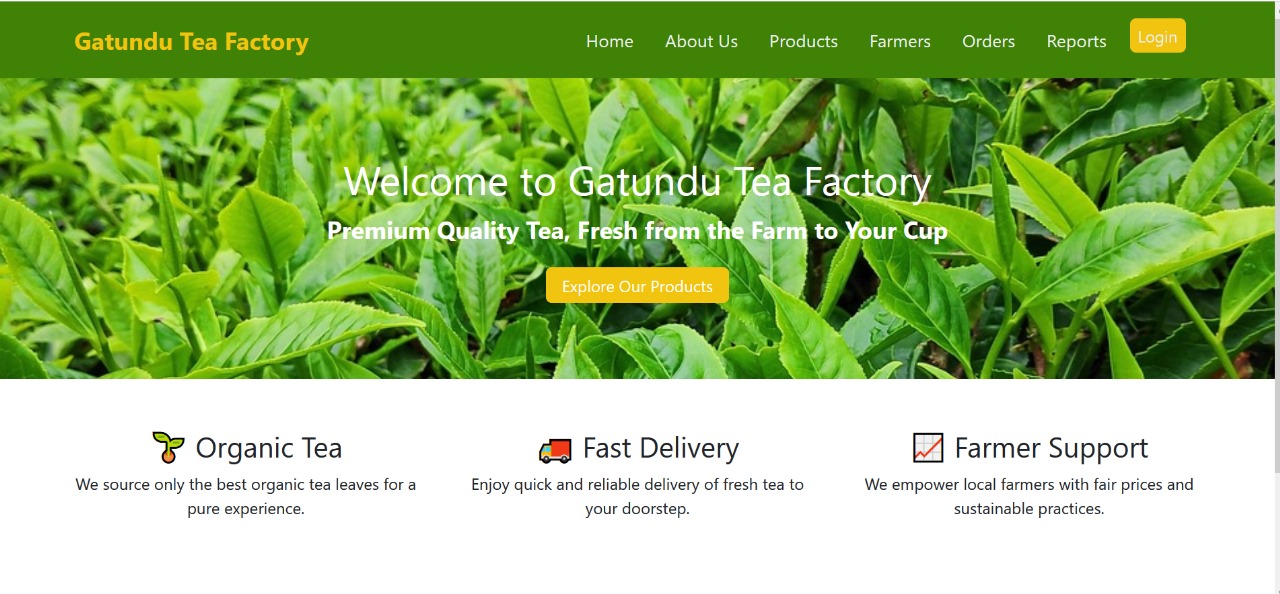 Gatundu Tea Factory
Home About Us Products Farmers Orders Reports Login
Welcome to Gatundu Tea Factory
Premium Quality Tea, Fresh from the Farm to Your Cup
Explore Our Products
Organic Tea
We source only the best organic tea leaves for a
pure experience.
Fast Delivery
Enjoy quick and reliable delivery of fresh tea to
your doorstep.
Farmer Support
We empower local farmers with fair prices and
sustainable practices.